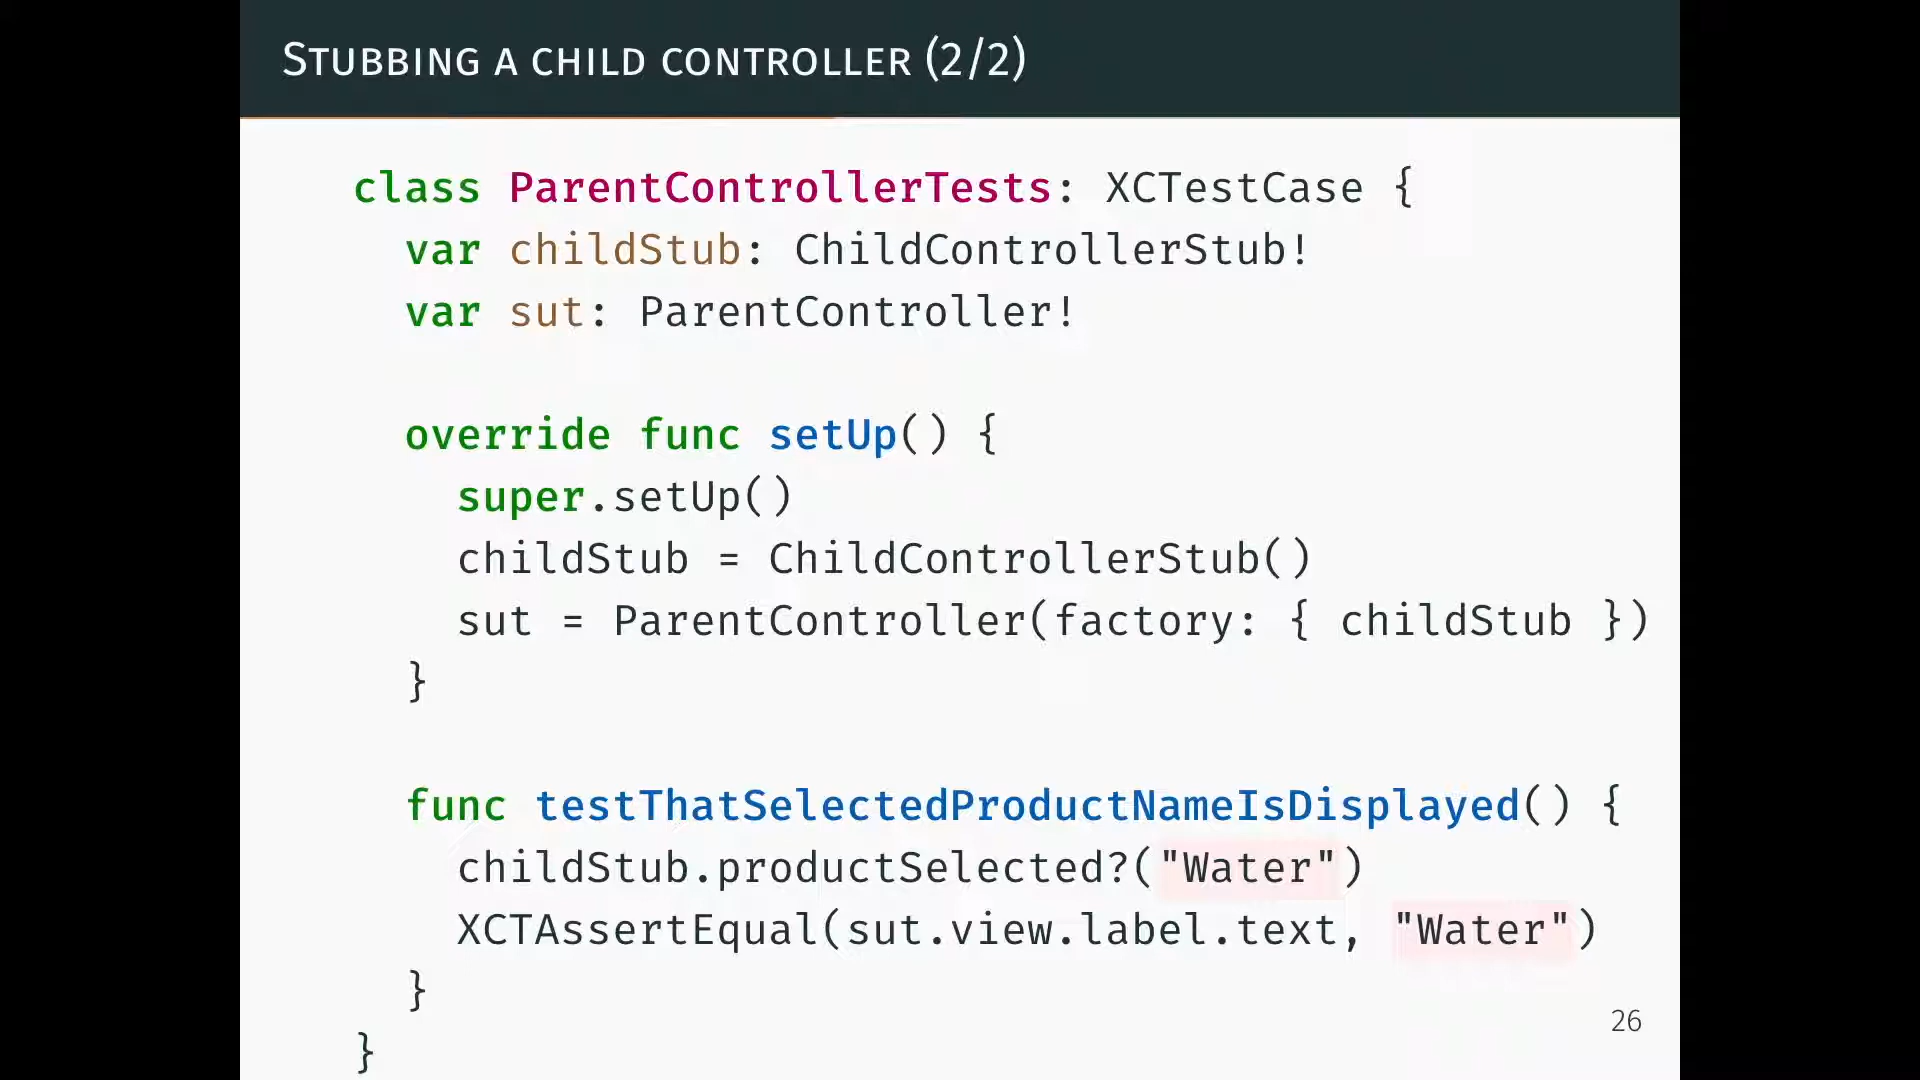 STUBBING A CHILD CONTROLLER (2/2)
class ParentControllerTests: XCTestCase {
  var childStub: ChildControllerStub!
  var sut: ParentController!
  override func setUp() {
    super.setUp()
    childStub = ChildControllerStub()
    sut = ParentController(factory: { childStub })
  }
  func testThatSelectedProductNameIsDisplayed() {
    childStub.productSelected?("Water")
    XCTAssertEqual(sut.view.label.text, "Water")
  }
26
}